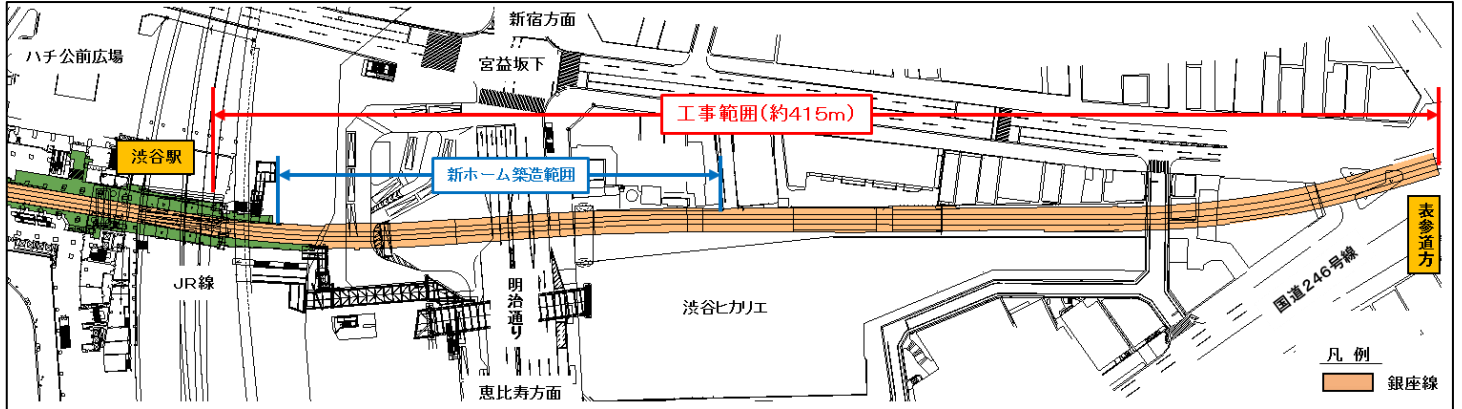 新宿方面
ハチ公前広場
宮益坂下
工事範囲(約415m)
渋谷駅
新ホーム築造範囲
表参道方
JR線
明治通り
渋谷ヒカリエ
国道246号線
凡 例
銀座線
恵比寿方面